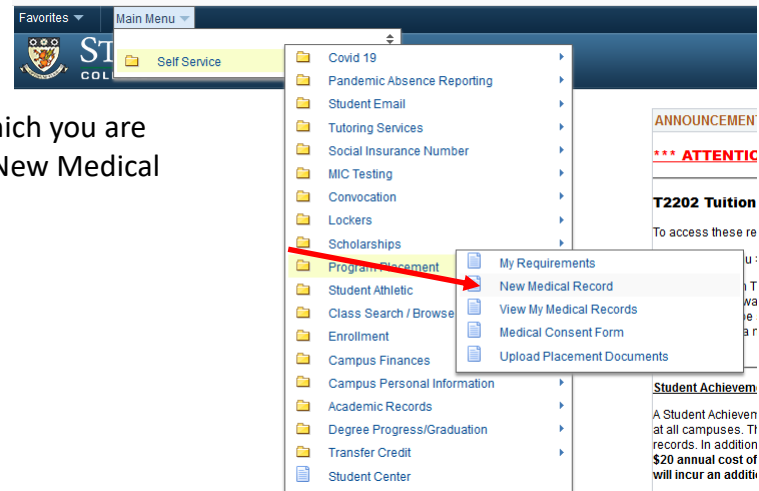 Favorites
Main Menu
ST
COL
Self Service
hich you are
New Medical
Covid 19
Pandemic Absence Reporting
Student Email
Tutoring Services
Social Insurance Number
MIC Testing
Convocation
Lockers
Scholarships
Program Placement
Student Athletic
Class Search / Browse
Enrollment
Campus Finances
Campus Personal Information
Academic Records
Degree Progress/Graduation
Transfer Credit
Student Center
My Requirements
New Medical Record
View My Medical Records
Medical Consent Form
Upload Placement Documents
ANNOUNCEMENT
*** ATTENTIO
T2202 Tuition
To access these re
Student Achievem
A Student Achievem
at all campuses. Th
records. In addition
$20 annual cost of
will incur an additi